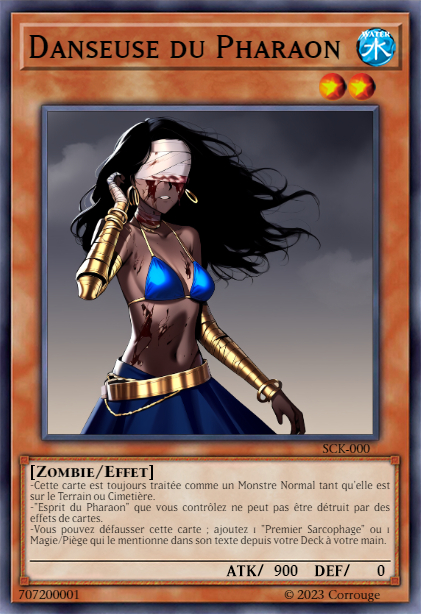 Danseuse du Pharaon
WATER
水
SCK-000
[Zombie/Effet]
-Cette carte est toujours traitée comme un Monstre Normal tant qu'elle est
sur le Terrain ou Cimetière.
-"Esprit du Pharaon" que vous contrôlez ne peut pas être détruit par des
effets de cartes.
-Vous pouvez défausser cette carte ; ajoutez 1 "Premier Sarcophage" ou 1
Magie/Piège qui le mentionne dans son texte depuis votre Deck à votre main.
ATK/ 900 DEF/ 0
707200001 © 2023 Corrouge